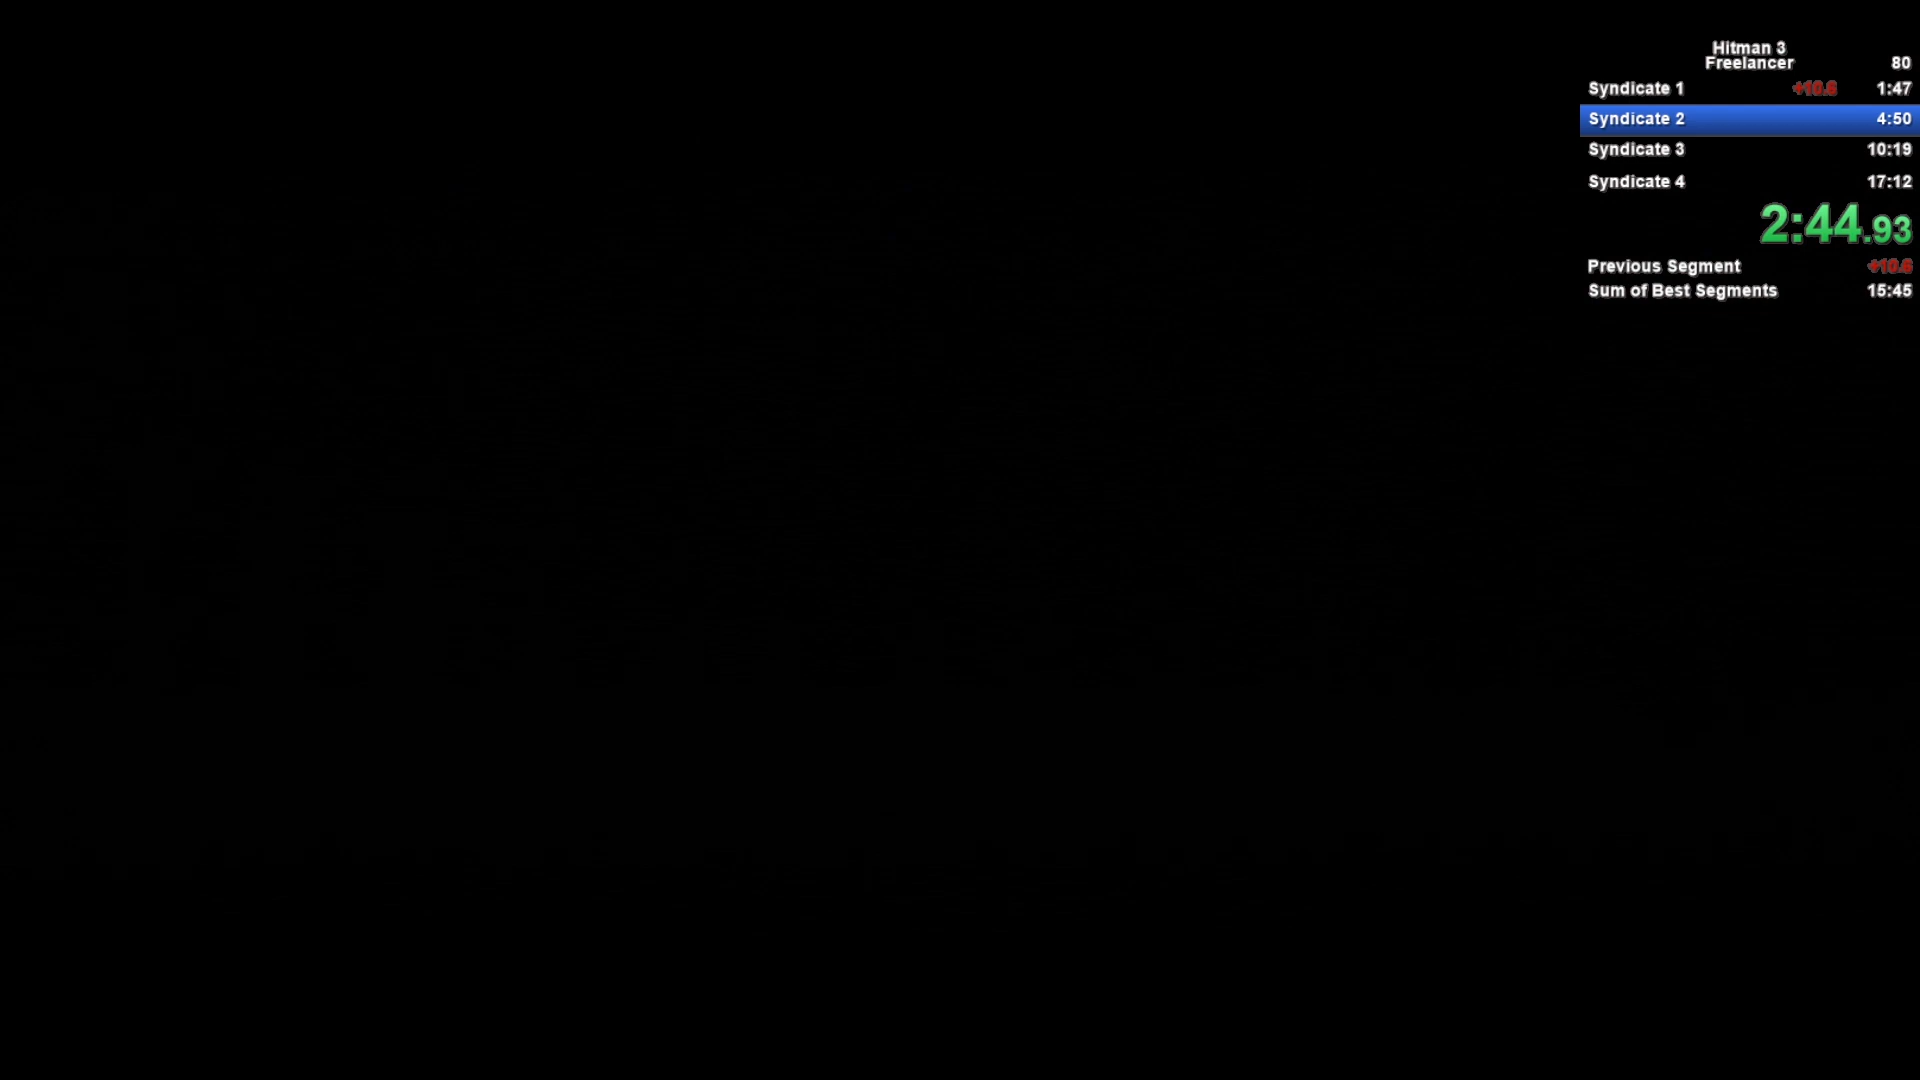 Hitman 3
Freelancer 80
Syndicate 1 +10.6 1:47
Syndicate 2 4:50
Syndicate 3 10:19
Syndicate 4 17:12
2:44.93
Previous Segment +10.6
Sum of Best Segments 15:45